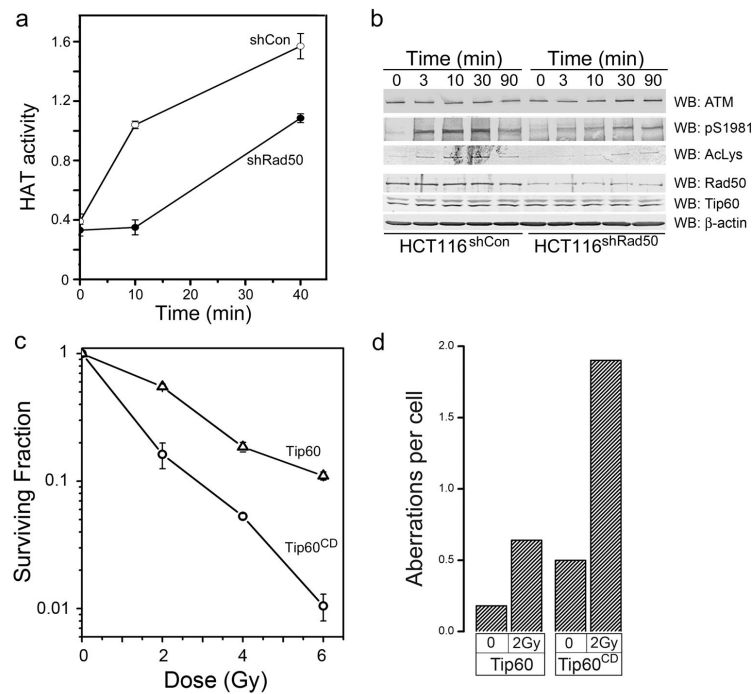 a
HAT activity
1.6
1.2
0.8
0.4
0
0 10 20 30 40
Time (min)
shCon
shRad50
b
Time (min) Time (min)
0 3 10 30 90 0 3 10 30 90
WB: ATM
WB: pS1981
WB: AcLys
WB: Rad50
WB: Tip60
WB: β-actin
HCT116shCon HCT116shRad50
c
Surviving Fraction
1
0.1
0.01
0 2 4 6
Dose (Gy)
Tip60
Tip60CD
d
Aberrations per cell
2.0
1.5
1.0
0.5
0.0
0 2Gy 0 2Gy
Tip60 Tip60CD